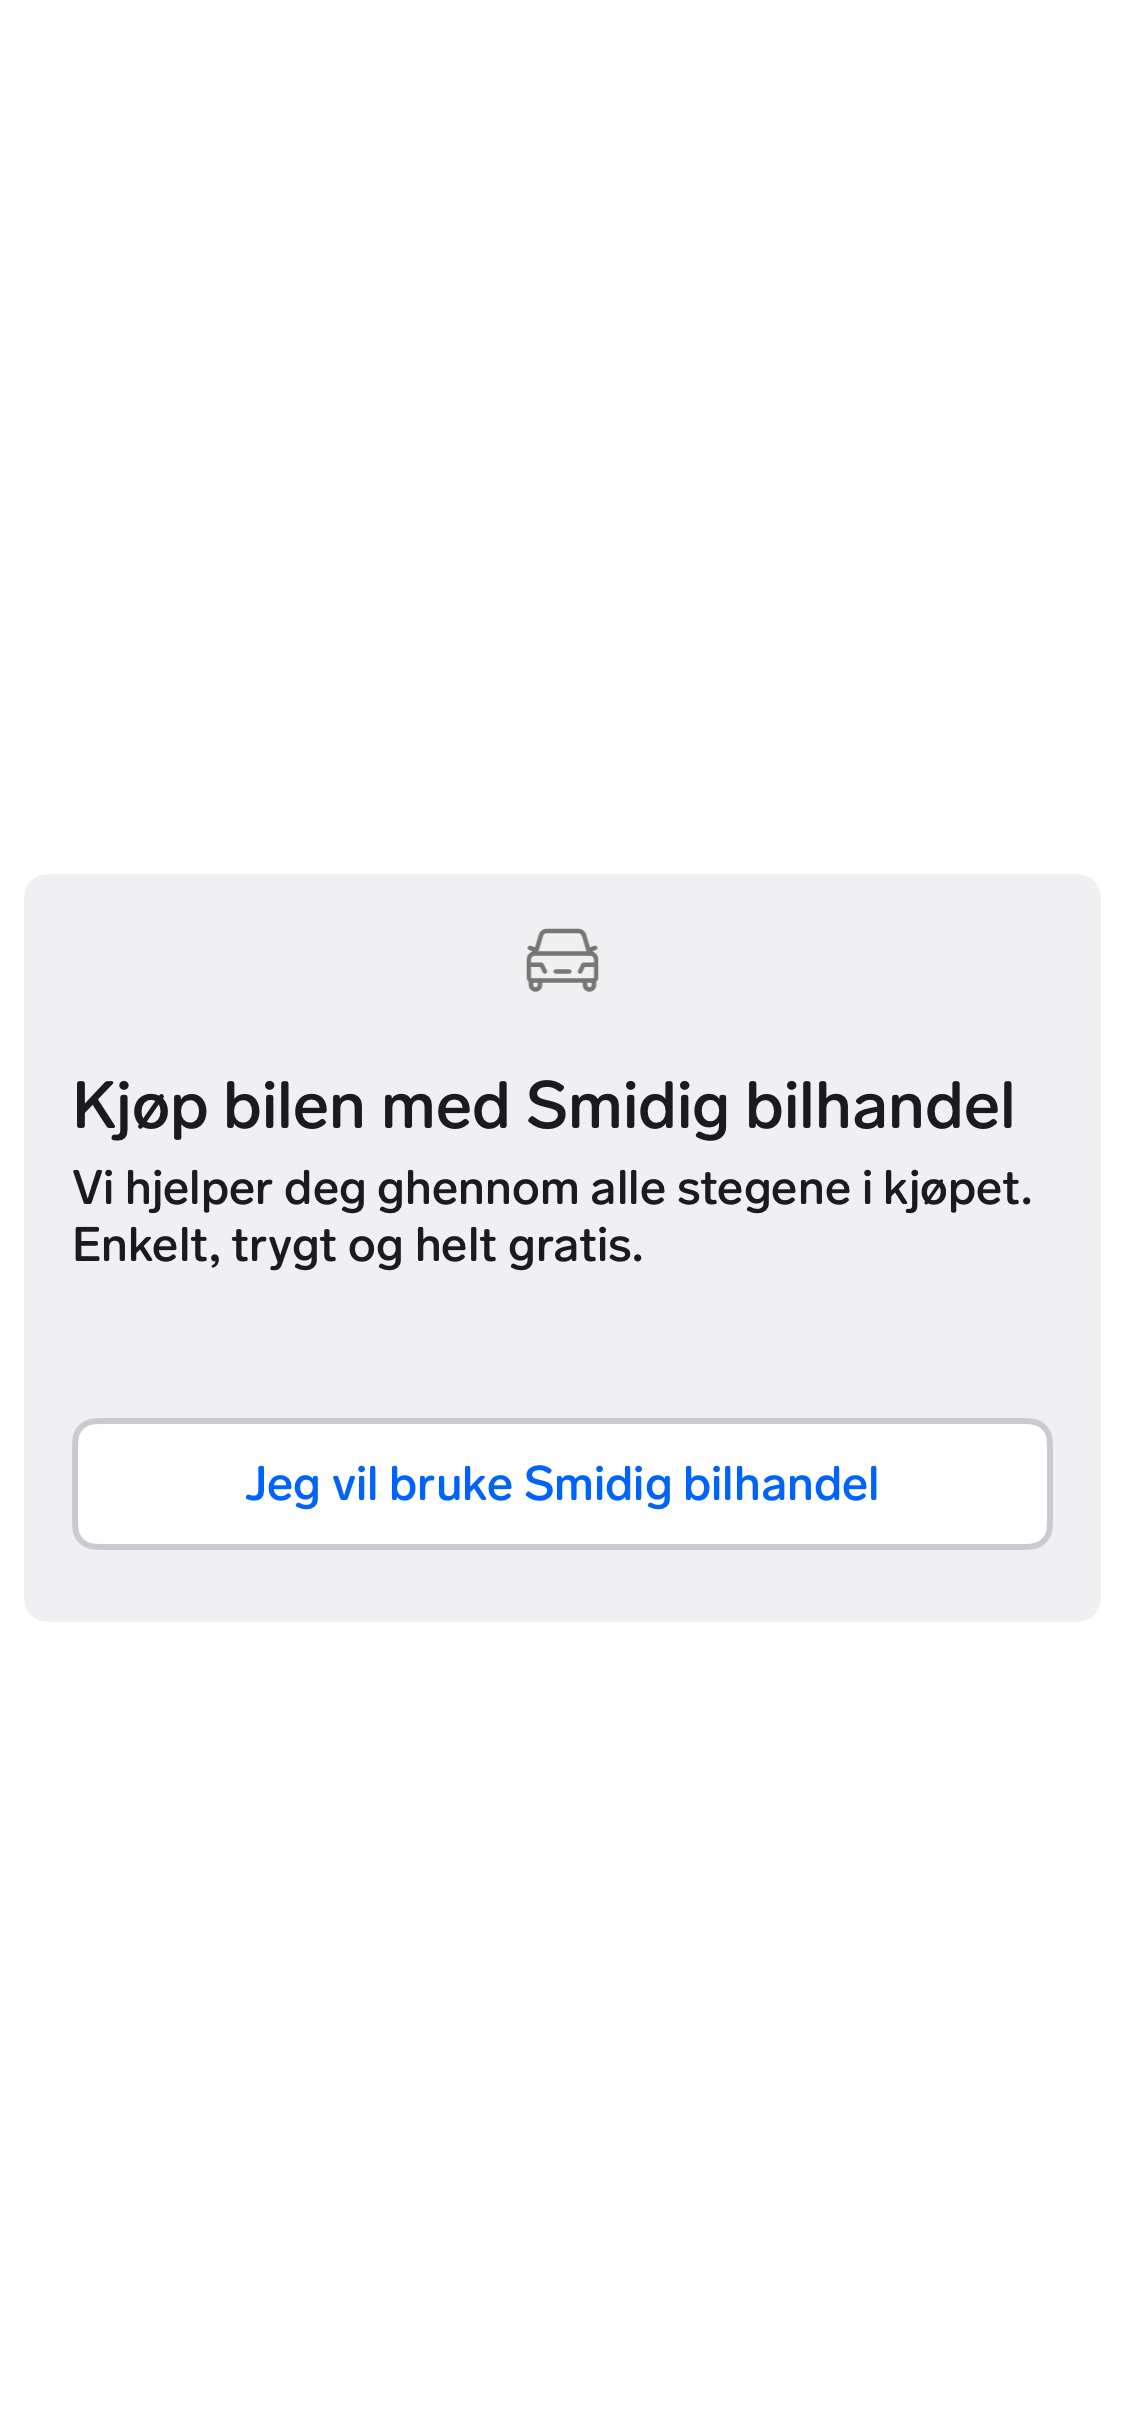 Kjøp bilen med Smidig bilhandel
Vi hjelper deg ghennom alle stegene i kjøpet.
Enkelt, trygt og helt gratis.
Jeg vil bruke Smidig bilhandel